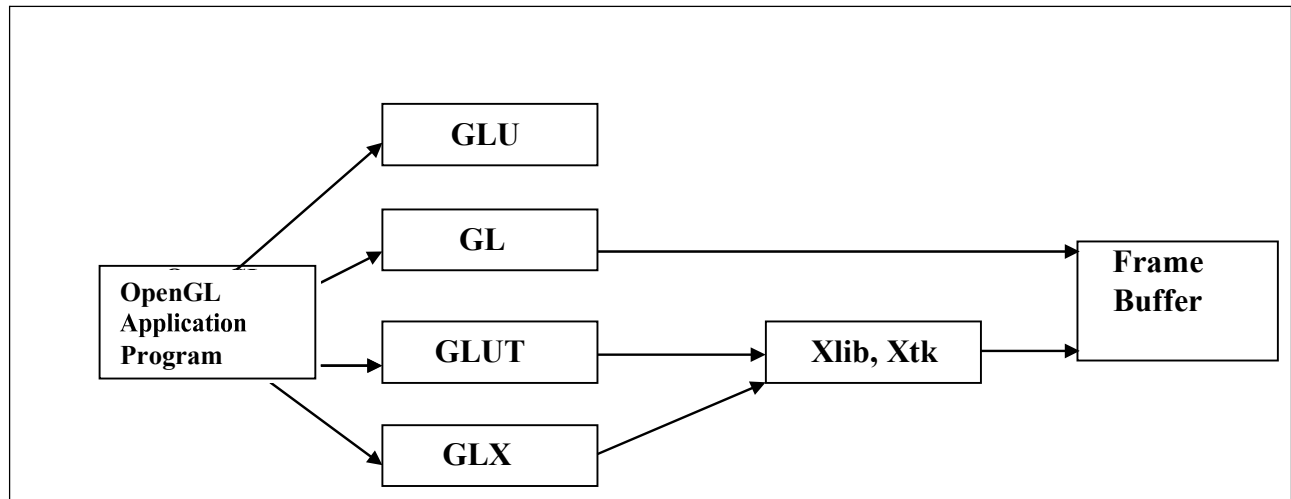 GLU
GL
Frame
Buffer
OpenGL
Application
Program
GLUT
Xlib, Xtk
GLX